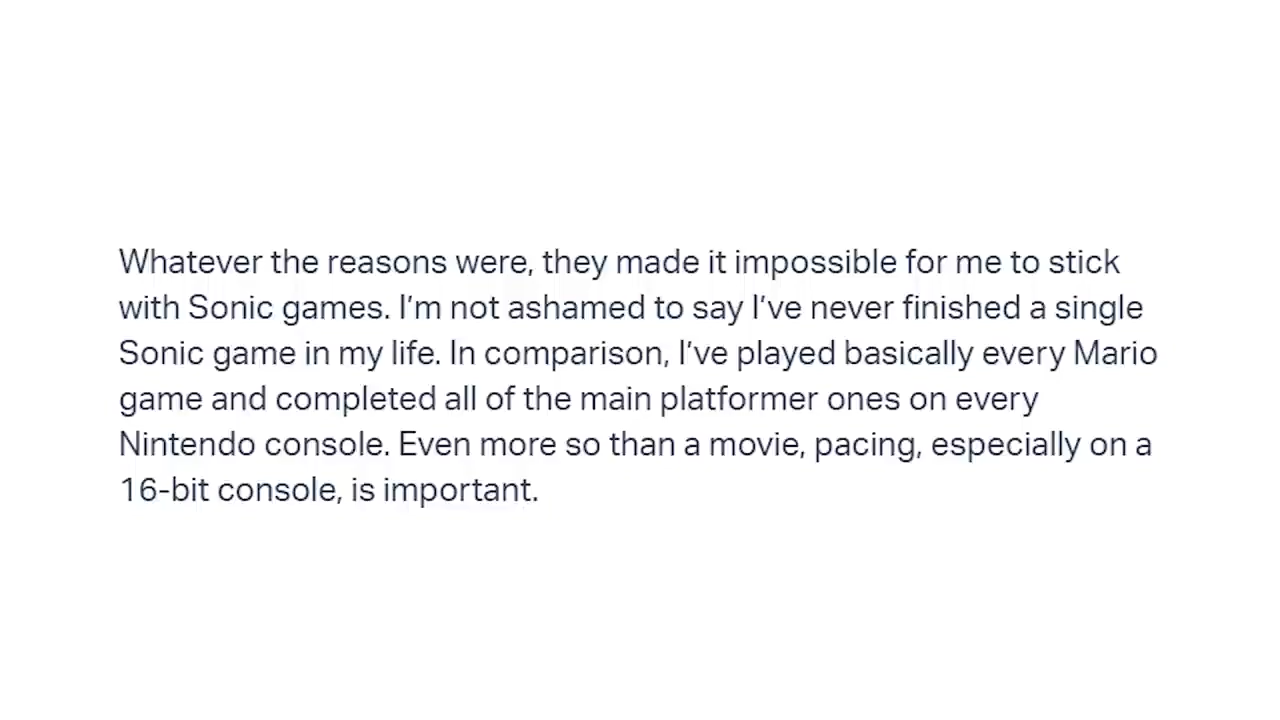 Whatever the reasons were, they made it impossible for me to stick
with Sonic games. I’m not ashamed to say I’ve never finished a single
Sonic game in my life. In comparison, I’ve played basically every Mario
game and completed all of the main platformer ones on every
Nintendo console. Even more so than a movie, pacing, especially on a
16-bit console, is important.